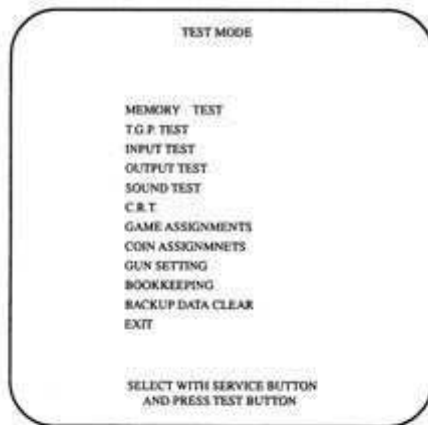 TEST MODE
MEMORY TEST
T.G.P. TEST
INPUT TEST
OUTPUT TEST
SOUND TEST
C.R.T.
GAME ASSIGNMENTS
COIN ASSIGNMNETS
GUN SETTING
BOOKKEEPING
BACKUP DATA CLEAR
EXIT
SELECT WITH SERVICE BUTTON
AND PRESS TEST BUTTON